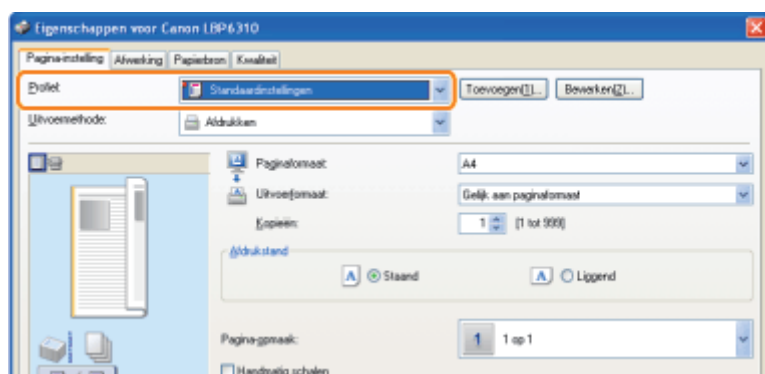 Eigenschappen voor Canon LBP6310
Pagina-instelling Afwerking Papierbron Kwaliteit
Profiel: Standaardinstellingen Toevoegen(1)... Bewerken(2)...
Uitvoermethode: Afdrukken
Paginaformaat: A4
Uitvoerformaat: Gelijk aan paginaformaat
Kopieën: 1 [1 tot 999]
Afdrukstand
A Staand A Liggend
Pagina-opmaak: 1 1 op 1
Handmatig schalen